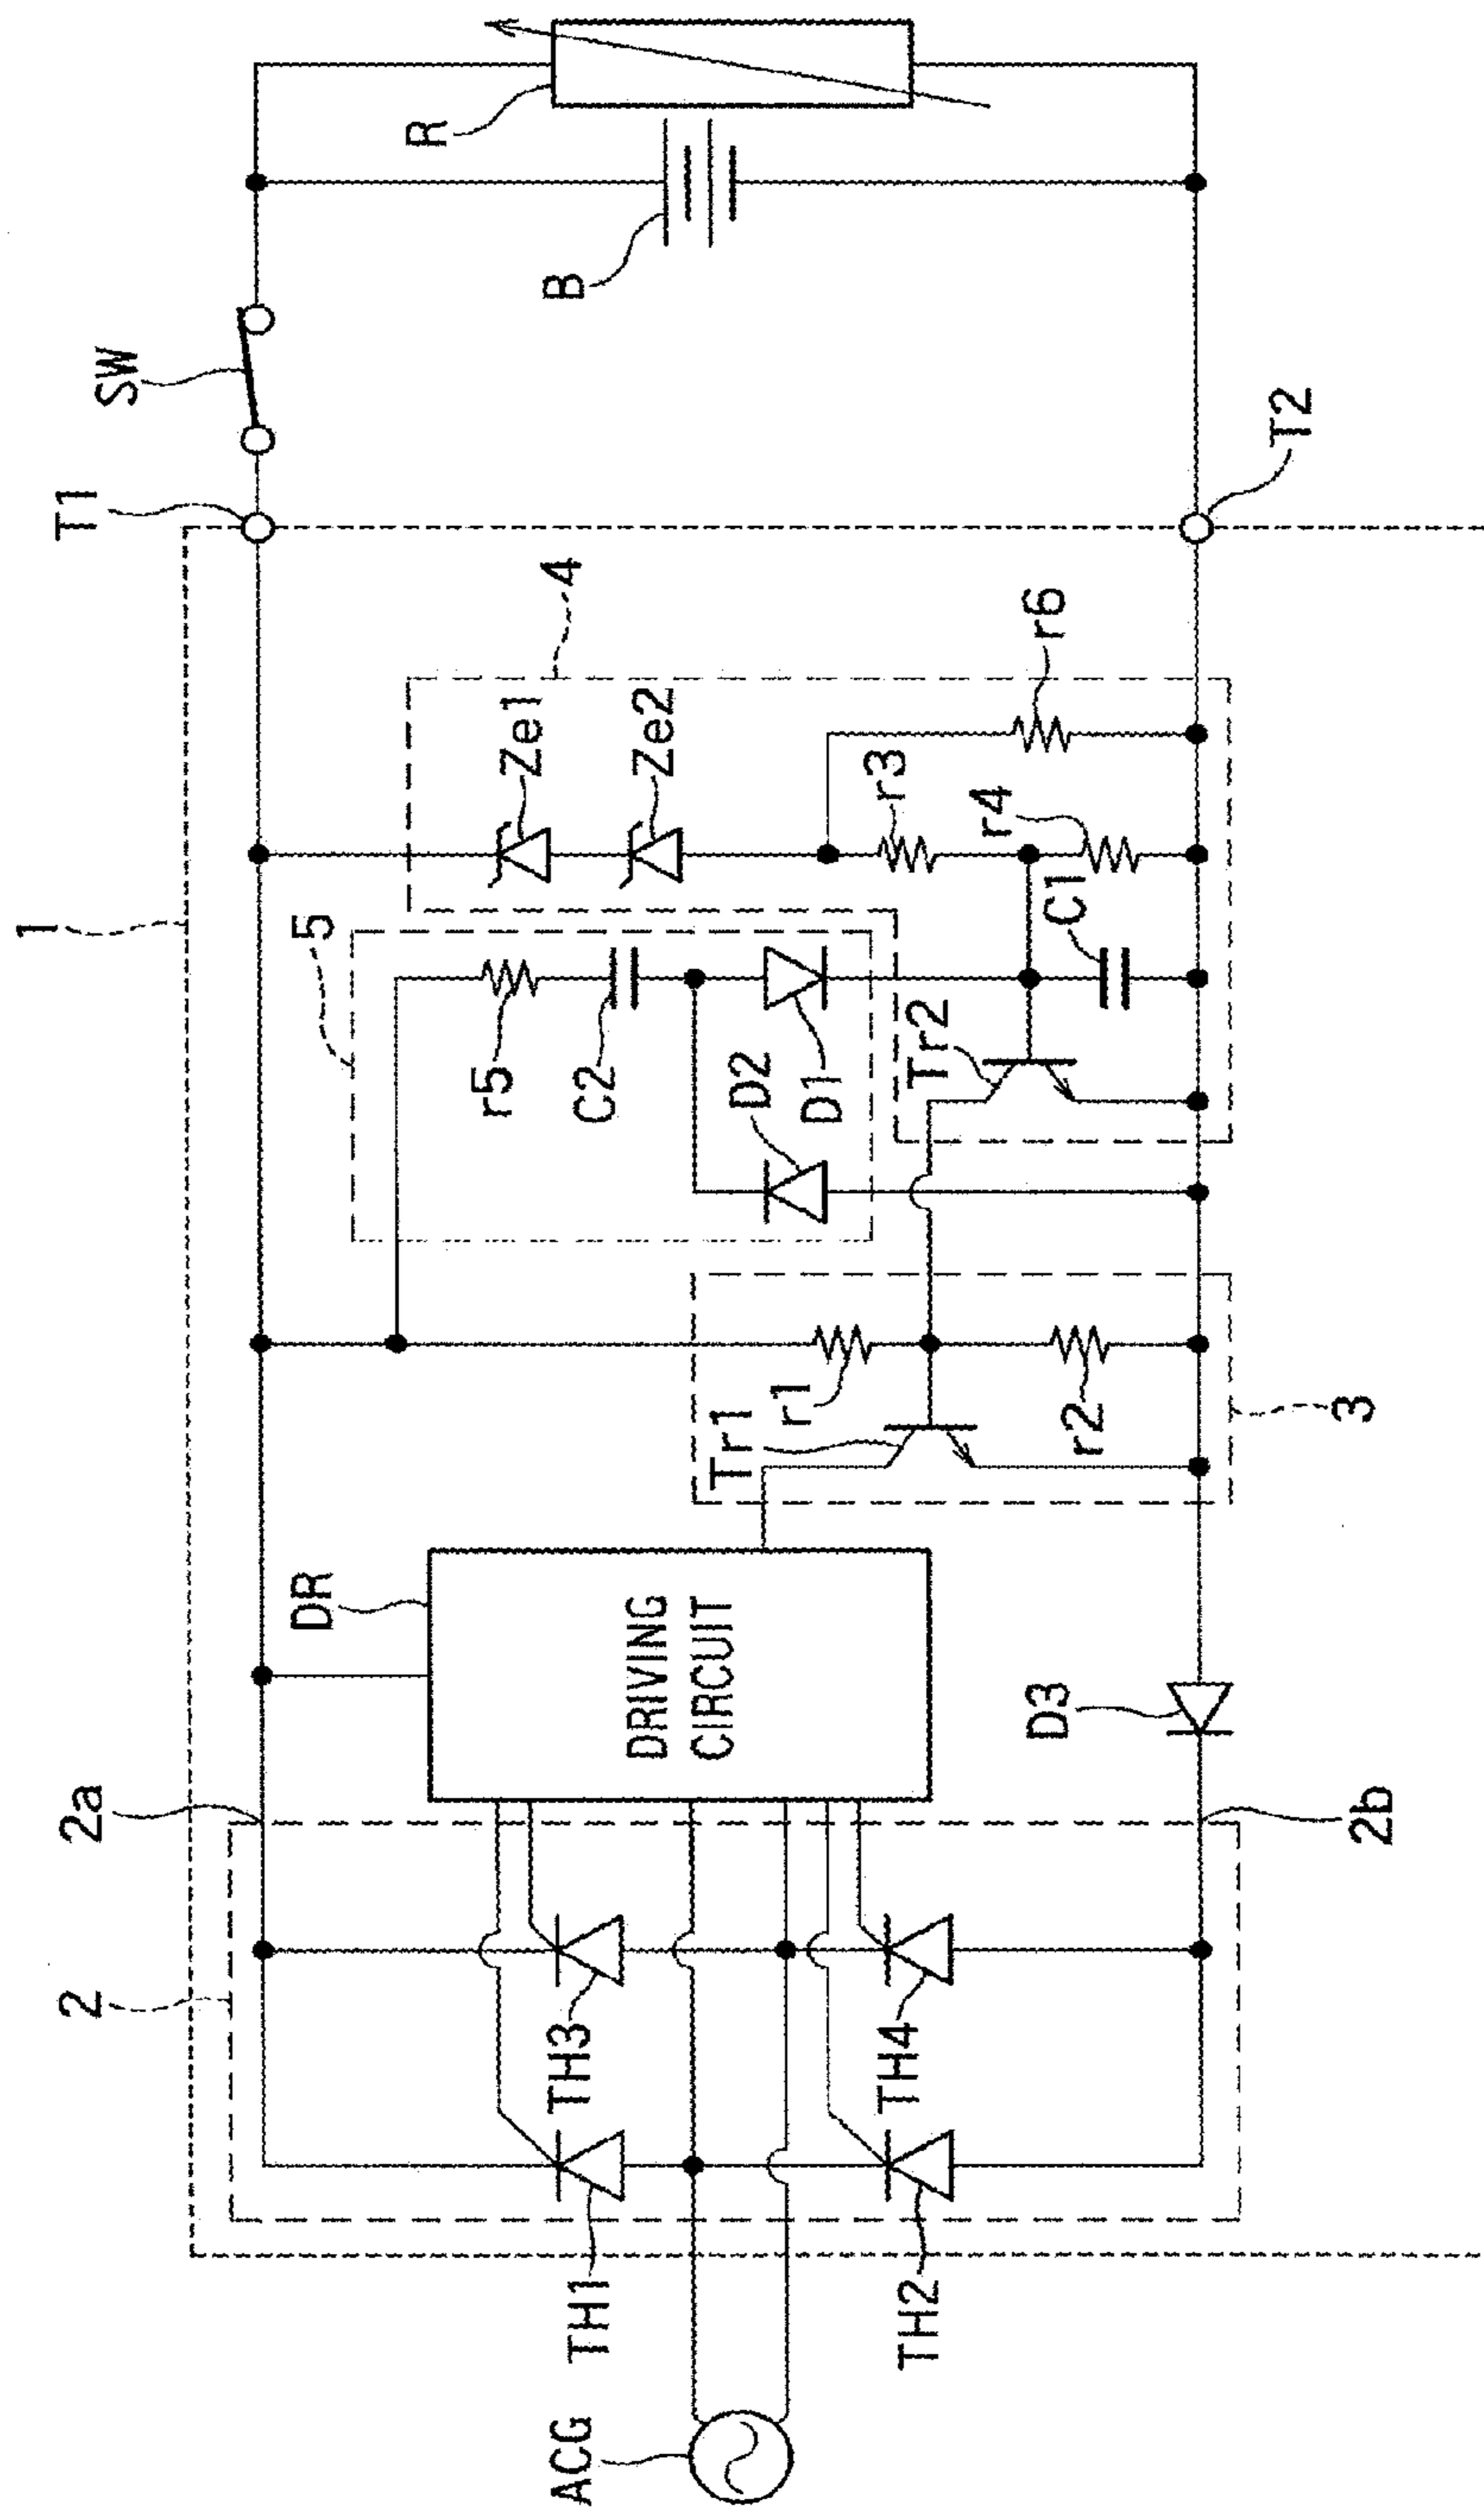 1
T1
SW
R
B
4
Ze1
Ze2
r3
r6
r4
C1
5
r5
C2
D2
D1
Tr2
T2
Tr1
r1
r2
3
DR
DRIVING
CIRCUIT
D3
2a
2b
2
TH3
TH4
TH1
TH2
ACG